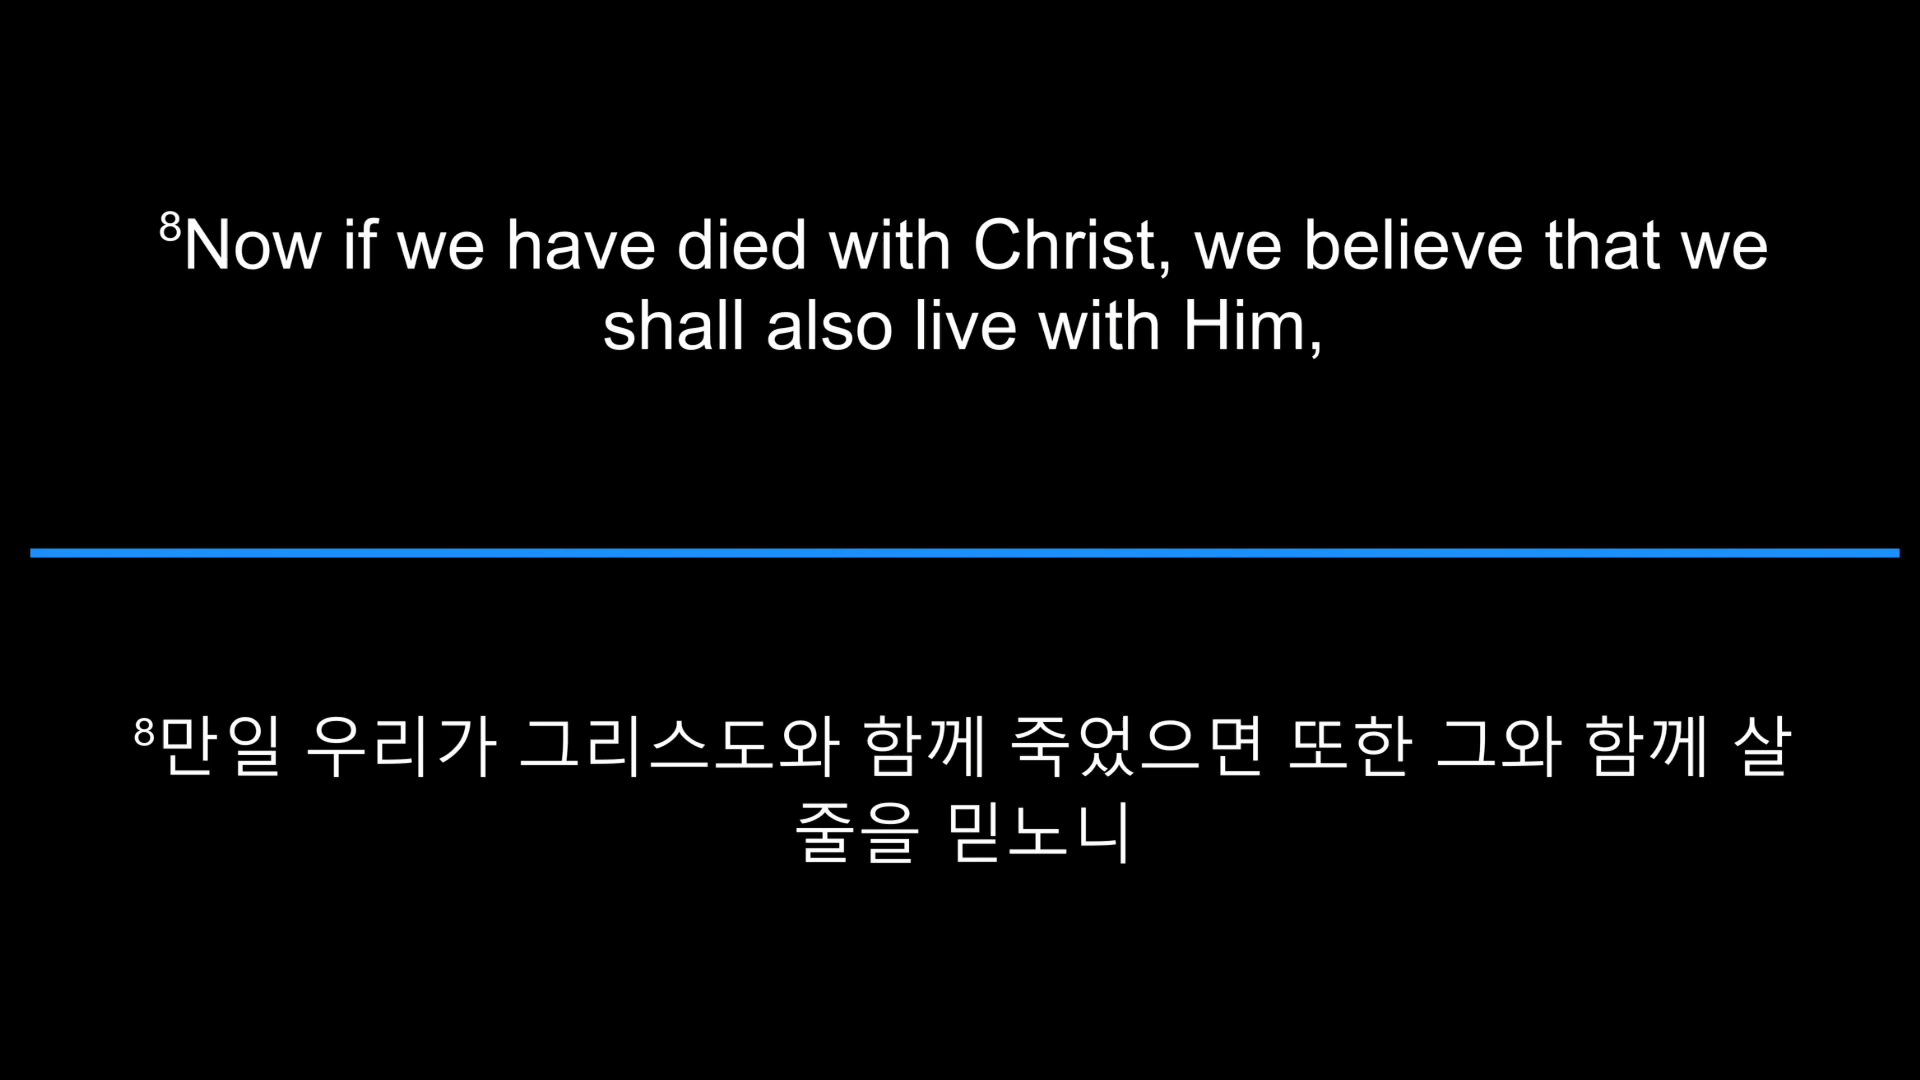 ⁸Now if we have died with Christ, we believe that we
shall also live with Him,
⁸만일 우리가 그리스도와 함께 죽었으면 또한 그와 함께 살
줄을 믿노니